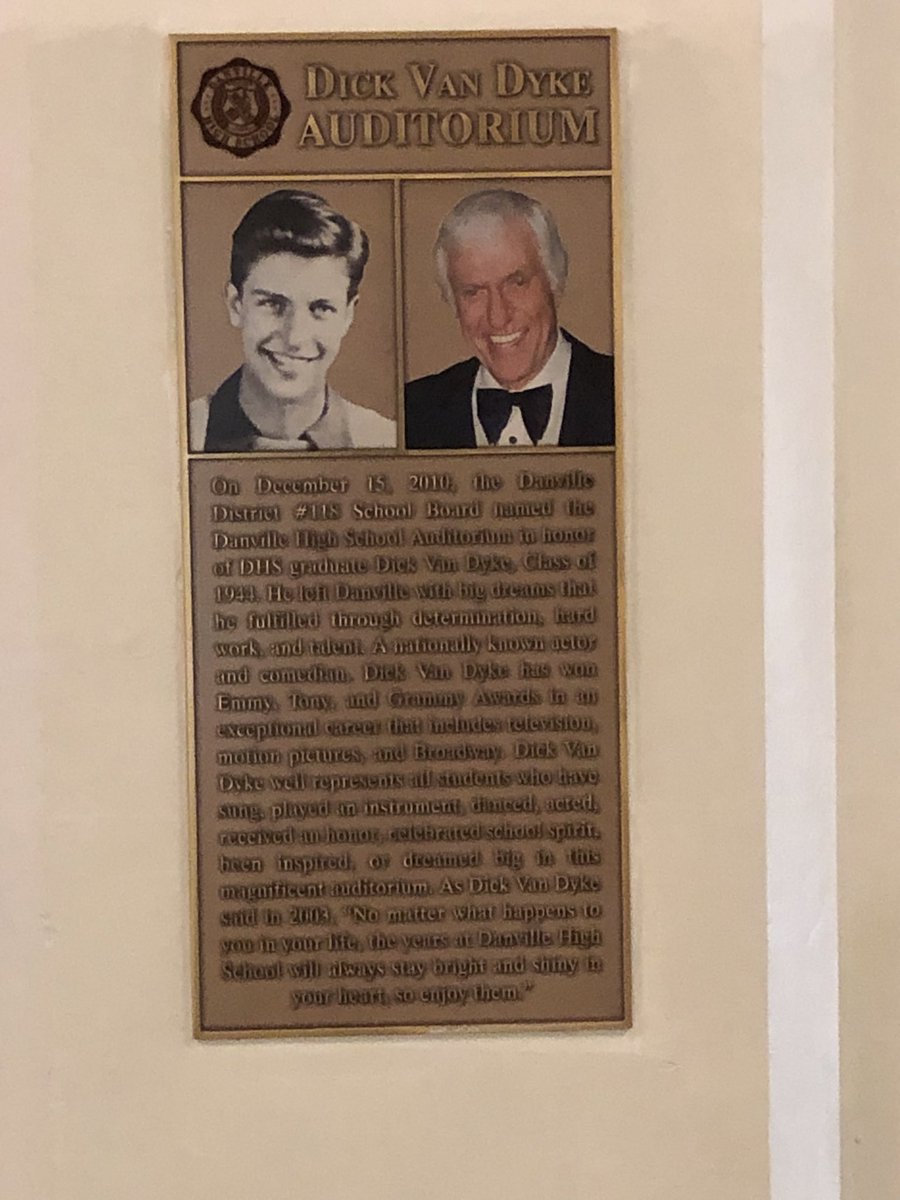 DANVILLE
HIGH SCHOOL
DICK VAN DYKE
AUDITORIUM
On December 15, 2010, the Danville
District #118 School Board named the
Danville High School Auditorium in honor
of DHS graduate Dick Van Dyke, Class of
1944. He left Danville with big dreams that
he fulfilled through determination, hard
work, and talent. A nationally known actor
and comedian, Dick Van Dyke has won
Emmy, Tony, and Grammy Awards in an
exceptional career that includes television,
motion pictures, and Broadway. Dick Van
Dyke well represents all students who have
sung, played an instrument, danced, acted,
received an honor, celebrated school spirit,
been inspired, or dreamed big in this
magnificent auditorium. As Dick Van Dyke
said in 2003, "No matter what happens to
you in your life, the years at Danville High
School will always stay bright and shiny in
your heart, so enjoy them."